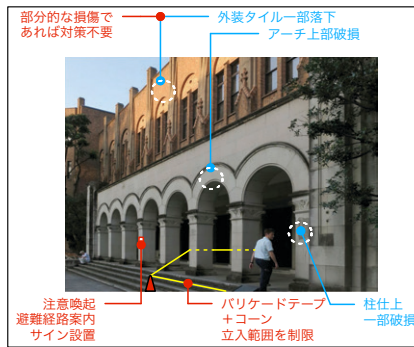 部分的な損傷で
あれば対策不要
外装タイル一部落下
アーチ上部破損
注意喚起
避難経路案内
サイン設置
バリケードテープ
＋コーン
立入範囲を制限
柱仕上
一部破損